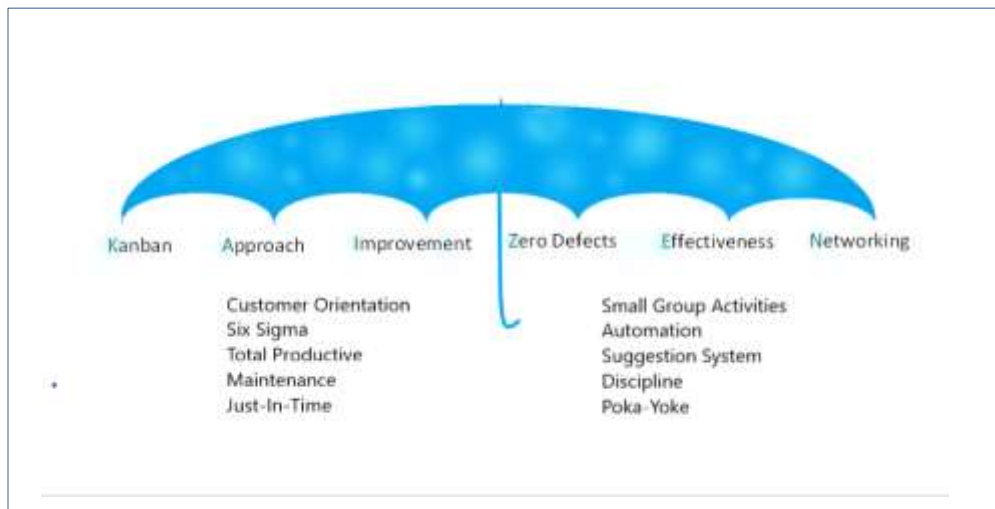 Kanban Approach Improvement Zero Defects Effectiveness Networking
Customer Orientation
Six Sigma
Total Productive
Maintenance
Just-In-Time
Small Group Activities
Automation
Suggestion System
Discipline
Poka-Yoke